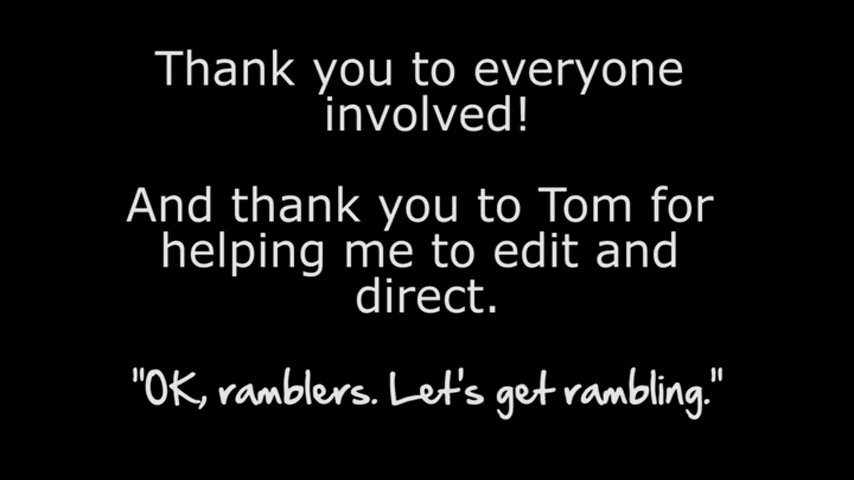 Thank you to everyone
involved!
And thank you to Tom for
helping me to edit and
direct.
"OK, ramblers. Let's get rambling."